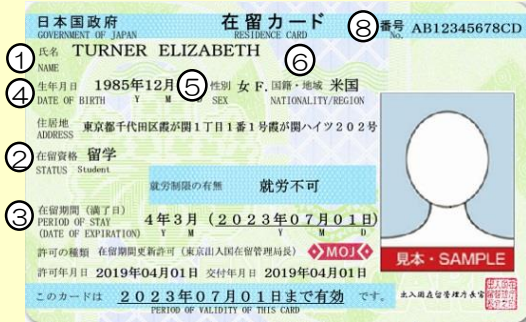 日本国政府 在留カード ⑧ 番号 AB12345678CD
GOVERNMENT OF JAPAN RESIDENCE CARD No.
① 氏名 TURNER ELIZABETH
NAME
④ 生年月日 1985年12月 ⑤ 性別 女 F. ⑥ 国籍・地域 米国
DATE OF BIRTH Y M D SEX NATIONALITY/REGION
住居地 東京都千代田区霞が関1丁目1番1号霞が関ハイツ202号
ADDRESS
② 在留資格 留学
STATUS Student
就労制限の有無 就労不可
③ 在留期間(満了日) 4年3月(2023年07月01日)
PERIOD OF STAY Y M Y M D
(DATE OF EXPIRATION)
許可の種類 在留期間更新許可(東京出入国在留管理局長) MOJ
見本・SAMPLE
許可年月日 2019年04月01日 交付年月日 2019年04月01日
このカードは 2023年07月01日まで有効 です。 出入国在留管理庁長官
PERIOD OF VALIDITY OF THIS CARD